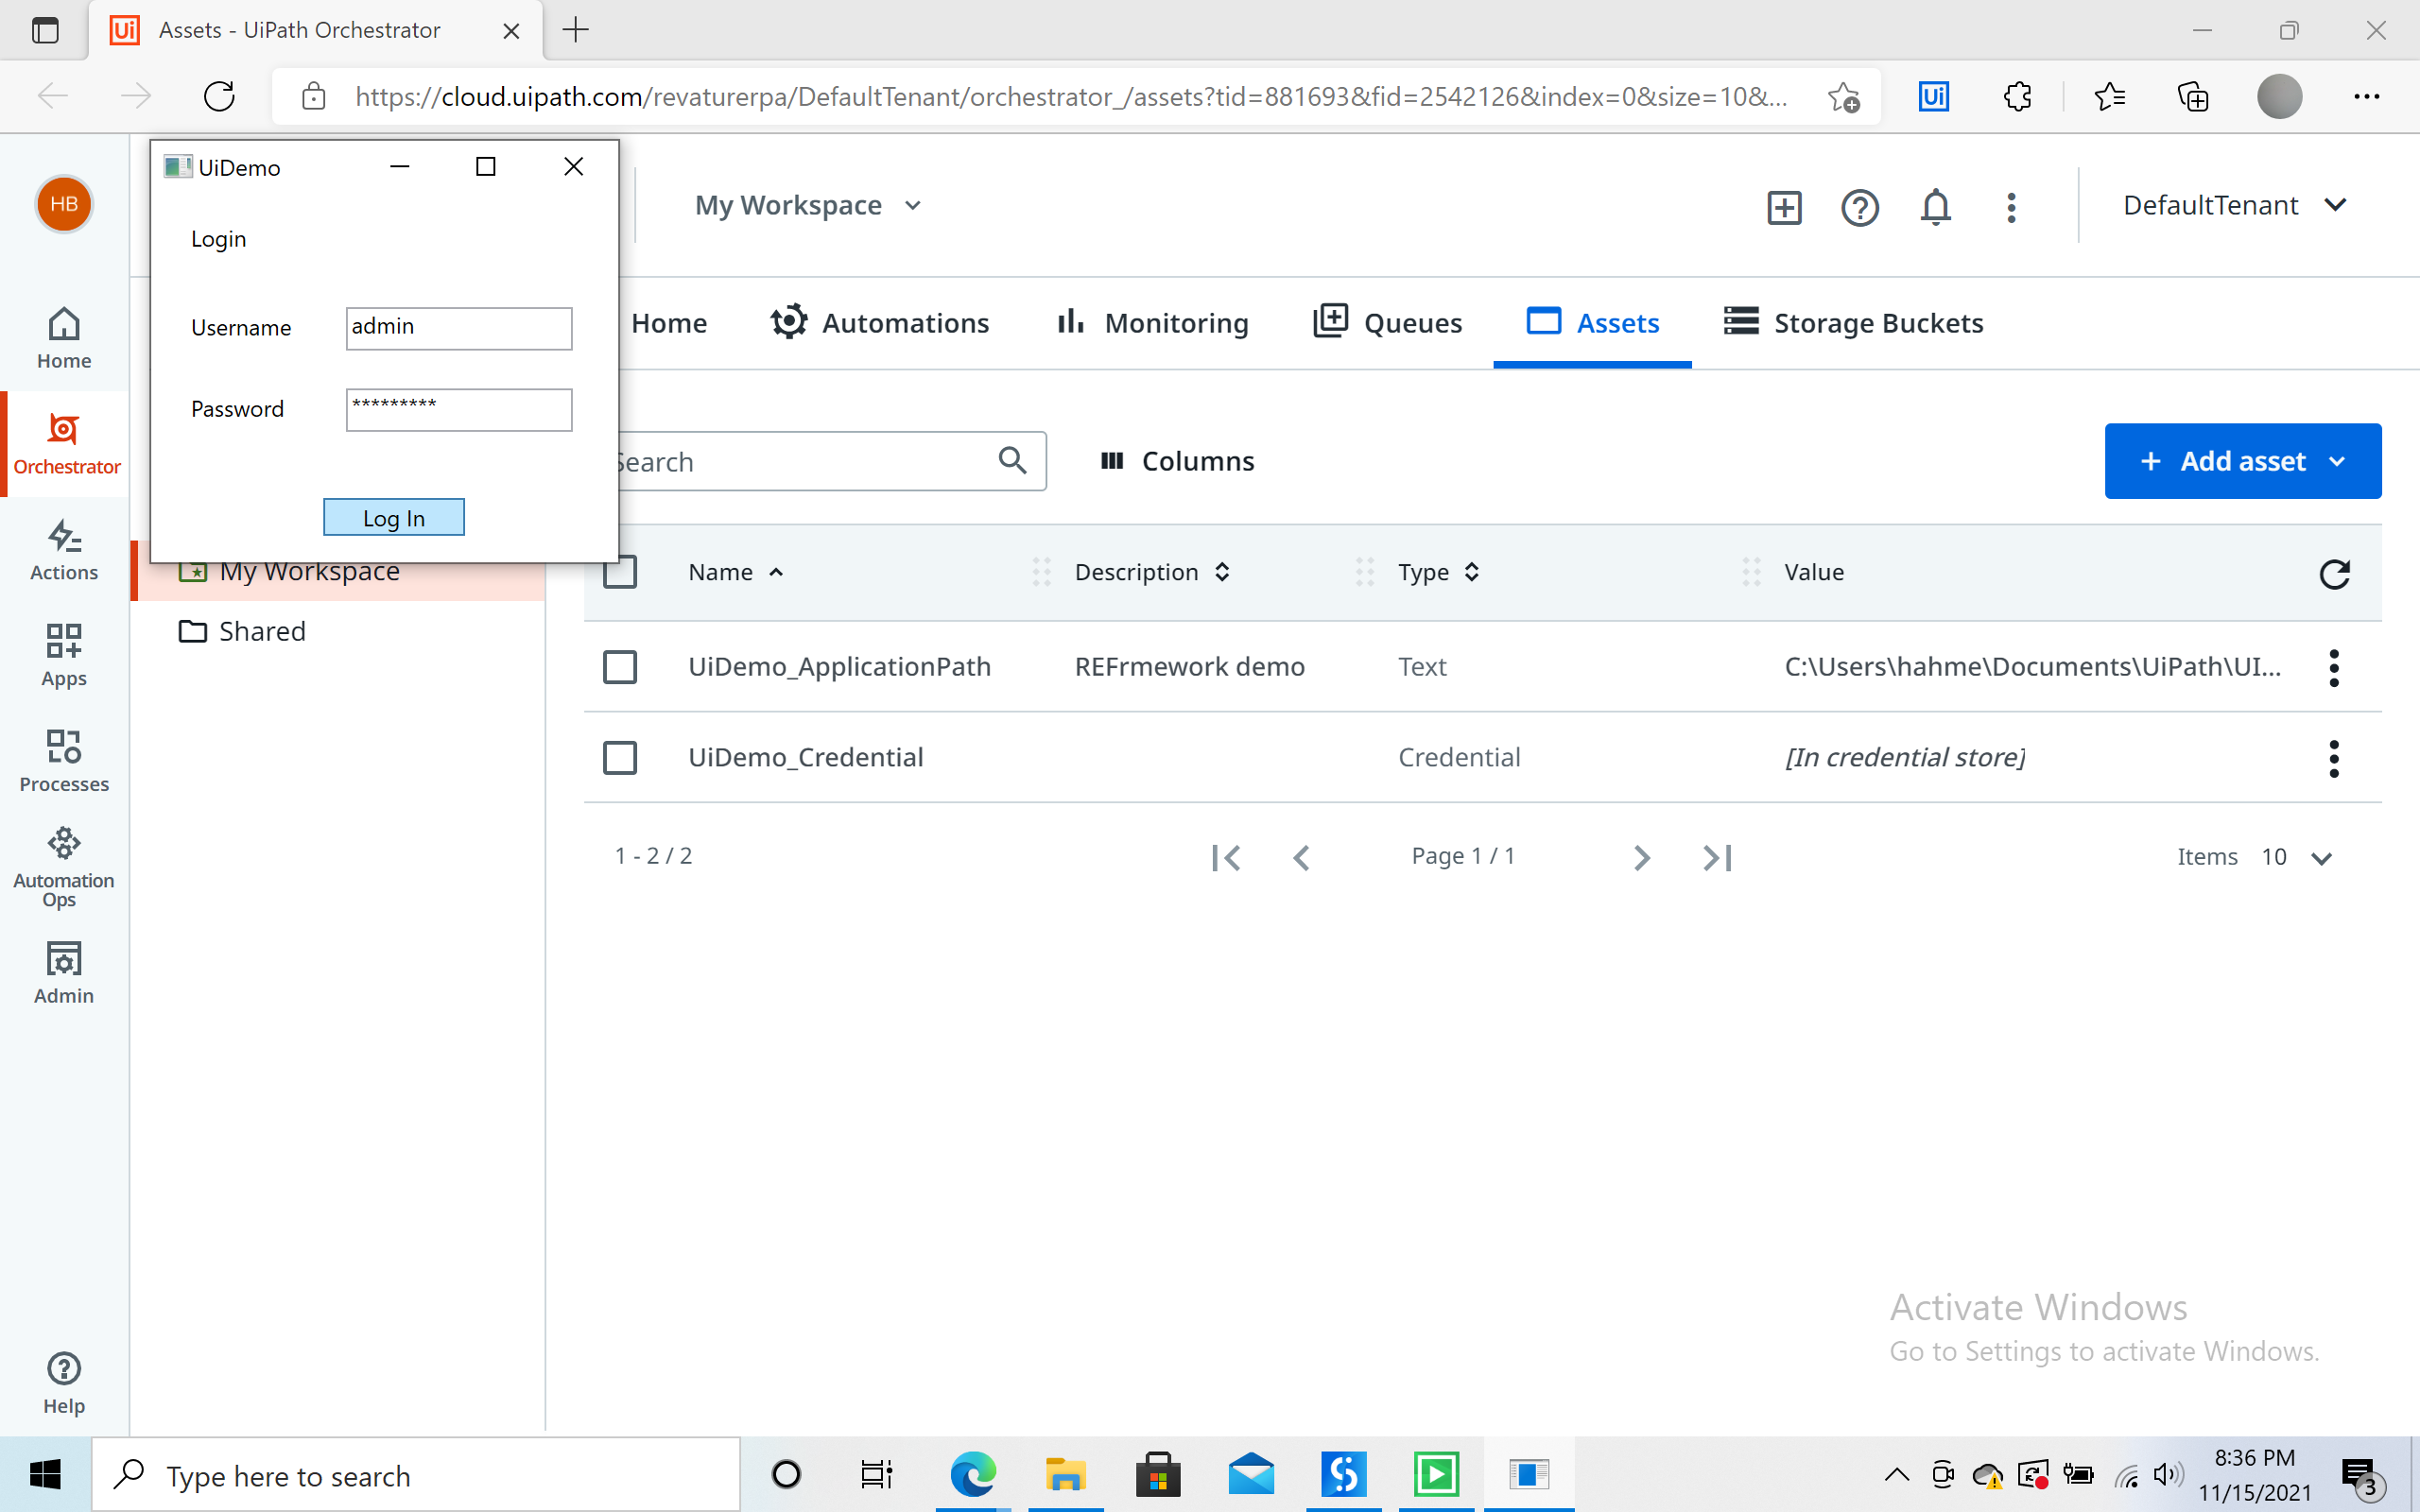 Assets - UiPath Orchestrator
https://cloud.uipath.com/revaturerpa/DefaultTenant/orchestrator_/assets?tid=881693&fid=2542126&index=0&size=10&...
Ui
UiDemo
Login
Username admin
Password *********
Log In
HB
My Workspace
DefaultTenant
Home
Automations
Monitoring
Queues
Assets
Storage Buckets
Search
Columns
+ Add asset
Home
Orchestrator
Actions
Apps
Processes
Automation
Ops
Admin
Help
My Workspace
Shared
Name Description Type Value
UiDemo_ApplicationPath REFrmework demo Text C:\Users\hahme\Documents\UiPath\UI...
UiDemo_Credential Credential [In credential store]
1 - 2 / 2
Page 1 / 1
Items 10
Activate Windows
Go to Settings to activate Windows.
Type here to search
8:36 PM
11/15/2021
3